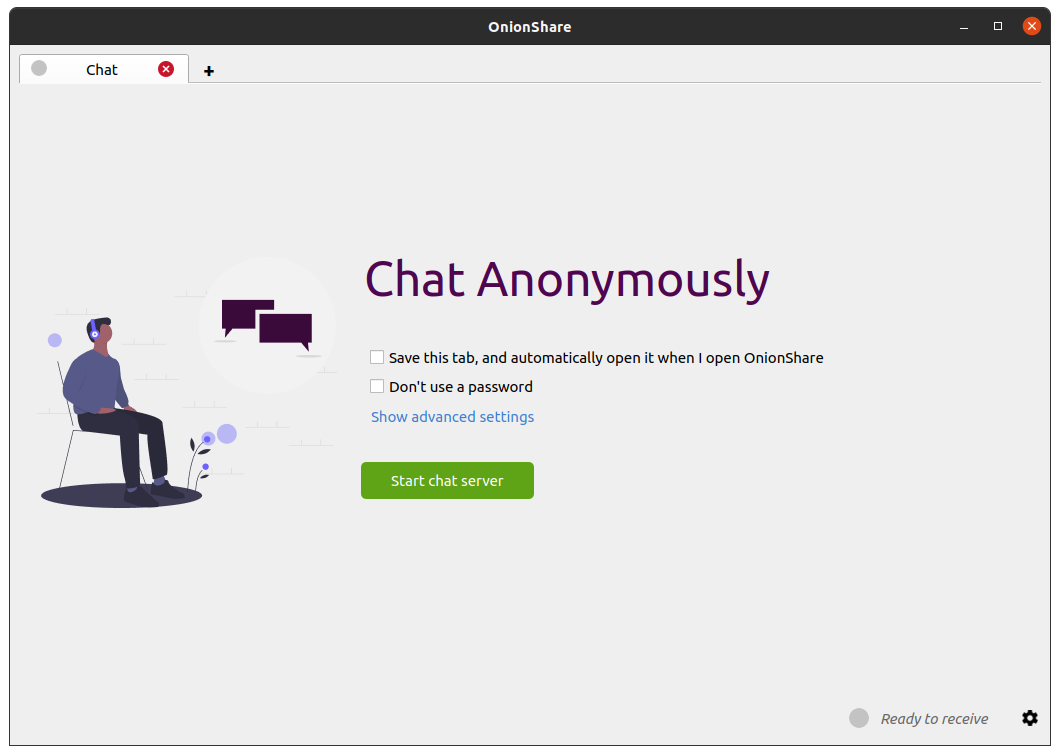 OnionShare
Chat
Chat Anonymously
Save this tab, and automatically open it when I open OnionShare
Don't use a password
Show advanced settings
Start chat server
Ready to receive